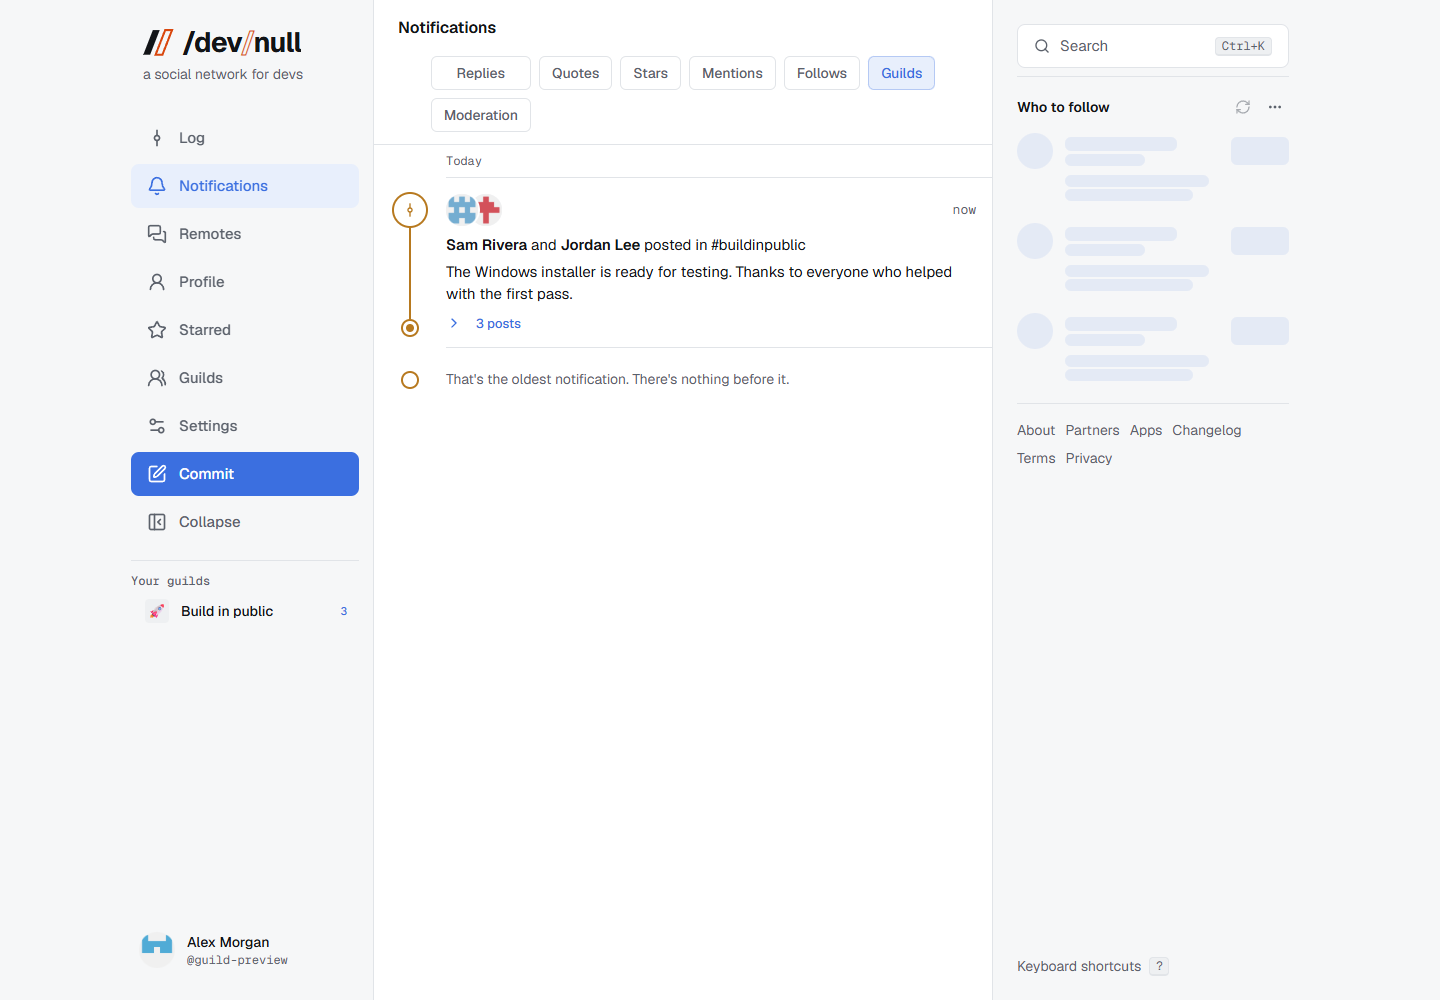 /dev//null
a social network for devs
Log
Notifications
Remotes
Profile
Starred
Guilds
Settings
Commit
Collapse
Your guilds
Build in public 3
Alex Morgan
@guild-preview
Notifications
Replies Quotes Stars Mentions Follows Guilds
Moderation
Today
now
Sam Rivera and Jordan Lee posted in #buildinpublic
The Windows installer is ready for testing. Thanks to everyone who helped
with the first pass.
3 posts
That's the oldest notification. There's nothing before it.
Search Ctrl+K
Who to follow
About Partners Apps Changelog
Terms Privacy
Keyboard shortcuts ?